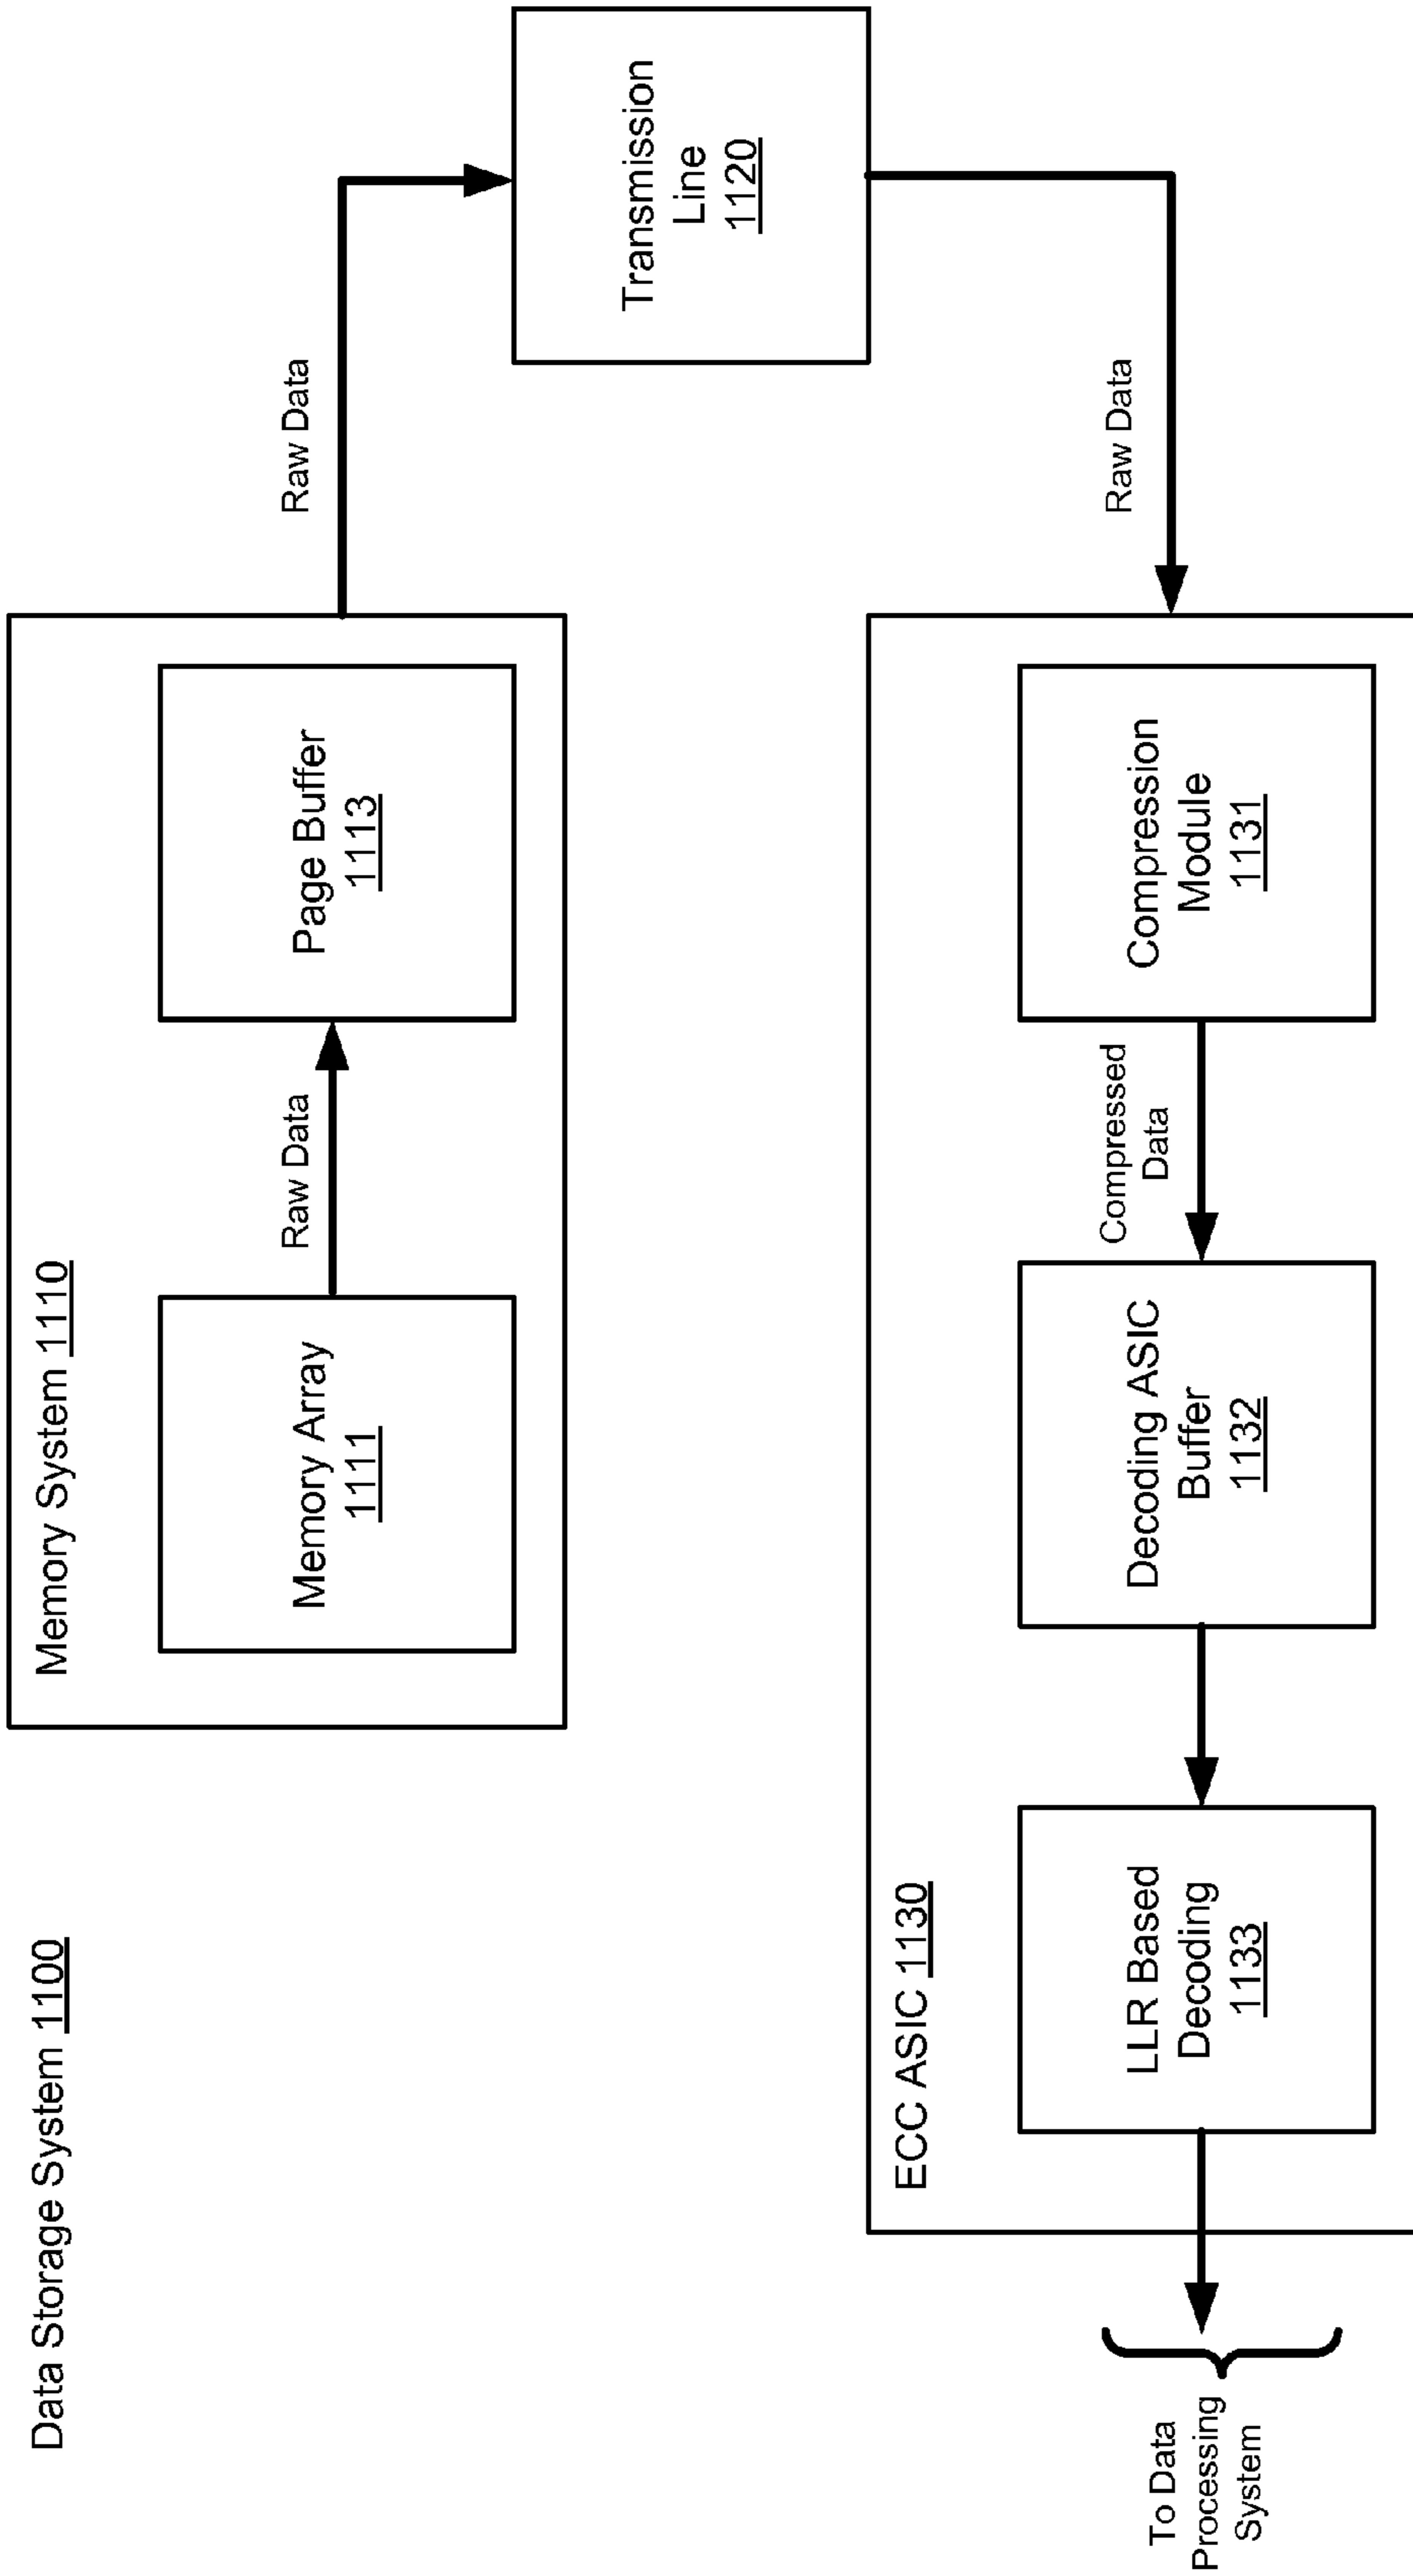 Data Storage System 1100
Memory System 1110
Memory Array
1111
Raw Data
Page Buffer
1113
Raw Data
Transmission
Line
1120
Raw Data
ECC ASIC 1130
Compression
Module
1131
Compressed
Data
Decoding ASIC
Buffer
1132
LLR Based
Decoding
1133
To Data
Processing
System